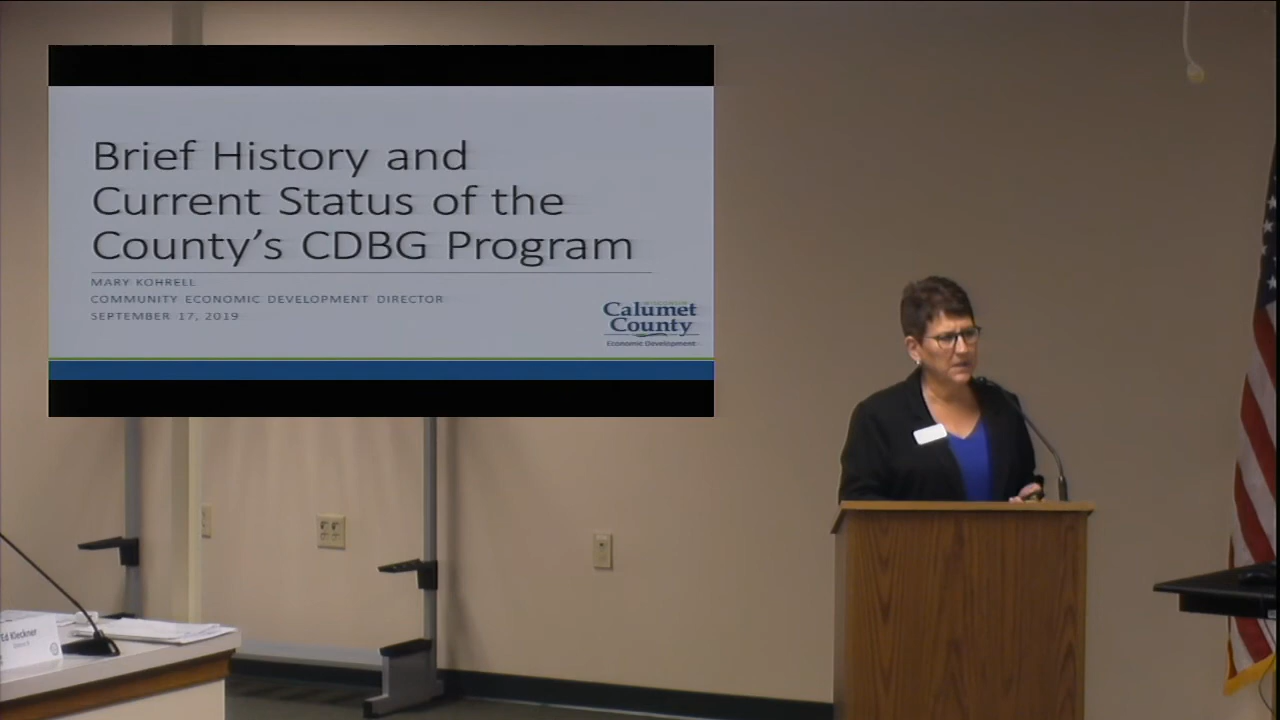 Brief History and
Current Status of the
County's CDBG Program
MARY KOHRELL
COMMUNITY ECONOMIC DEVELOPMENT DIRECTOR
SEPTEMBER 17, 2019
WISCONSIN
Calumet
County
Economic Development
Ed Kleckner